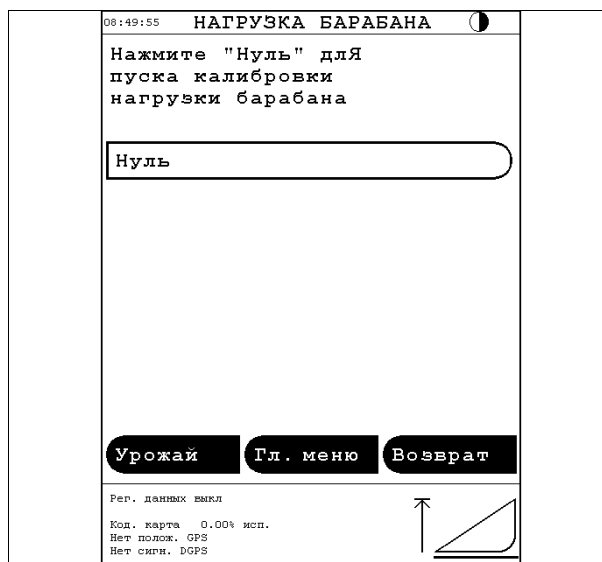 08:49:55 НАГРУЗКА БАРАБАНА
Нажмите "Нуль" длЯ
пуска калибровки
нагрузки барабана
Нуль
Урожай Гл. меню Возврат
Рег. данных выкл
Код. карта 0.00% исп.
Нет полож. GPS
Нет сигн. DGPS